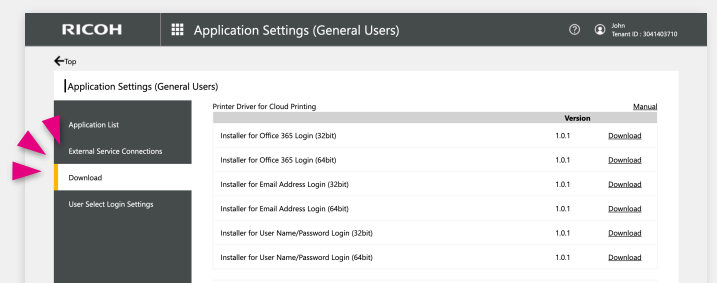 RICOH
Application Settings (General Users)
John
Tenant ID : 3041403710
Top
Application Settings (General Users)
Application List
External Service Connections
Download
User Select Login Settings
Printer Driver for Cloud Printing Manual
Version
Installer for Office 365 Login (32bit) 1.0.1 Download
Installer for Office 365 Login (64bit) 1.0.1 Download
Installer for Email Address Login (32bit) 1.0.1 Download
Installer for Email Address Login (64bit) 1.0.1 Download
Installer for User Name/Password Login (32bit) 1.0.1 Download
Installer for User Name/Password Login (64bit) 1.0.1 Download